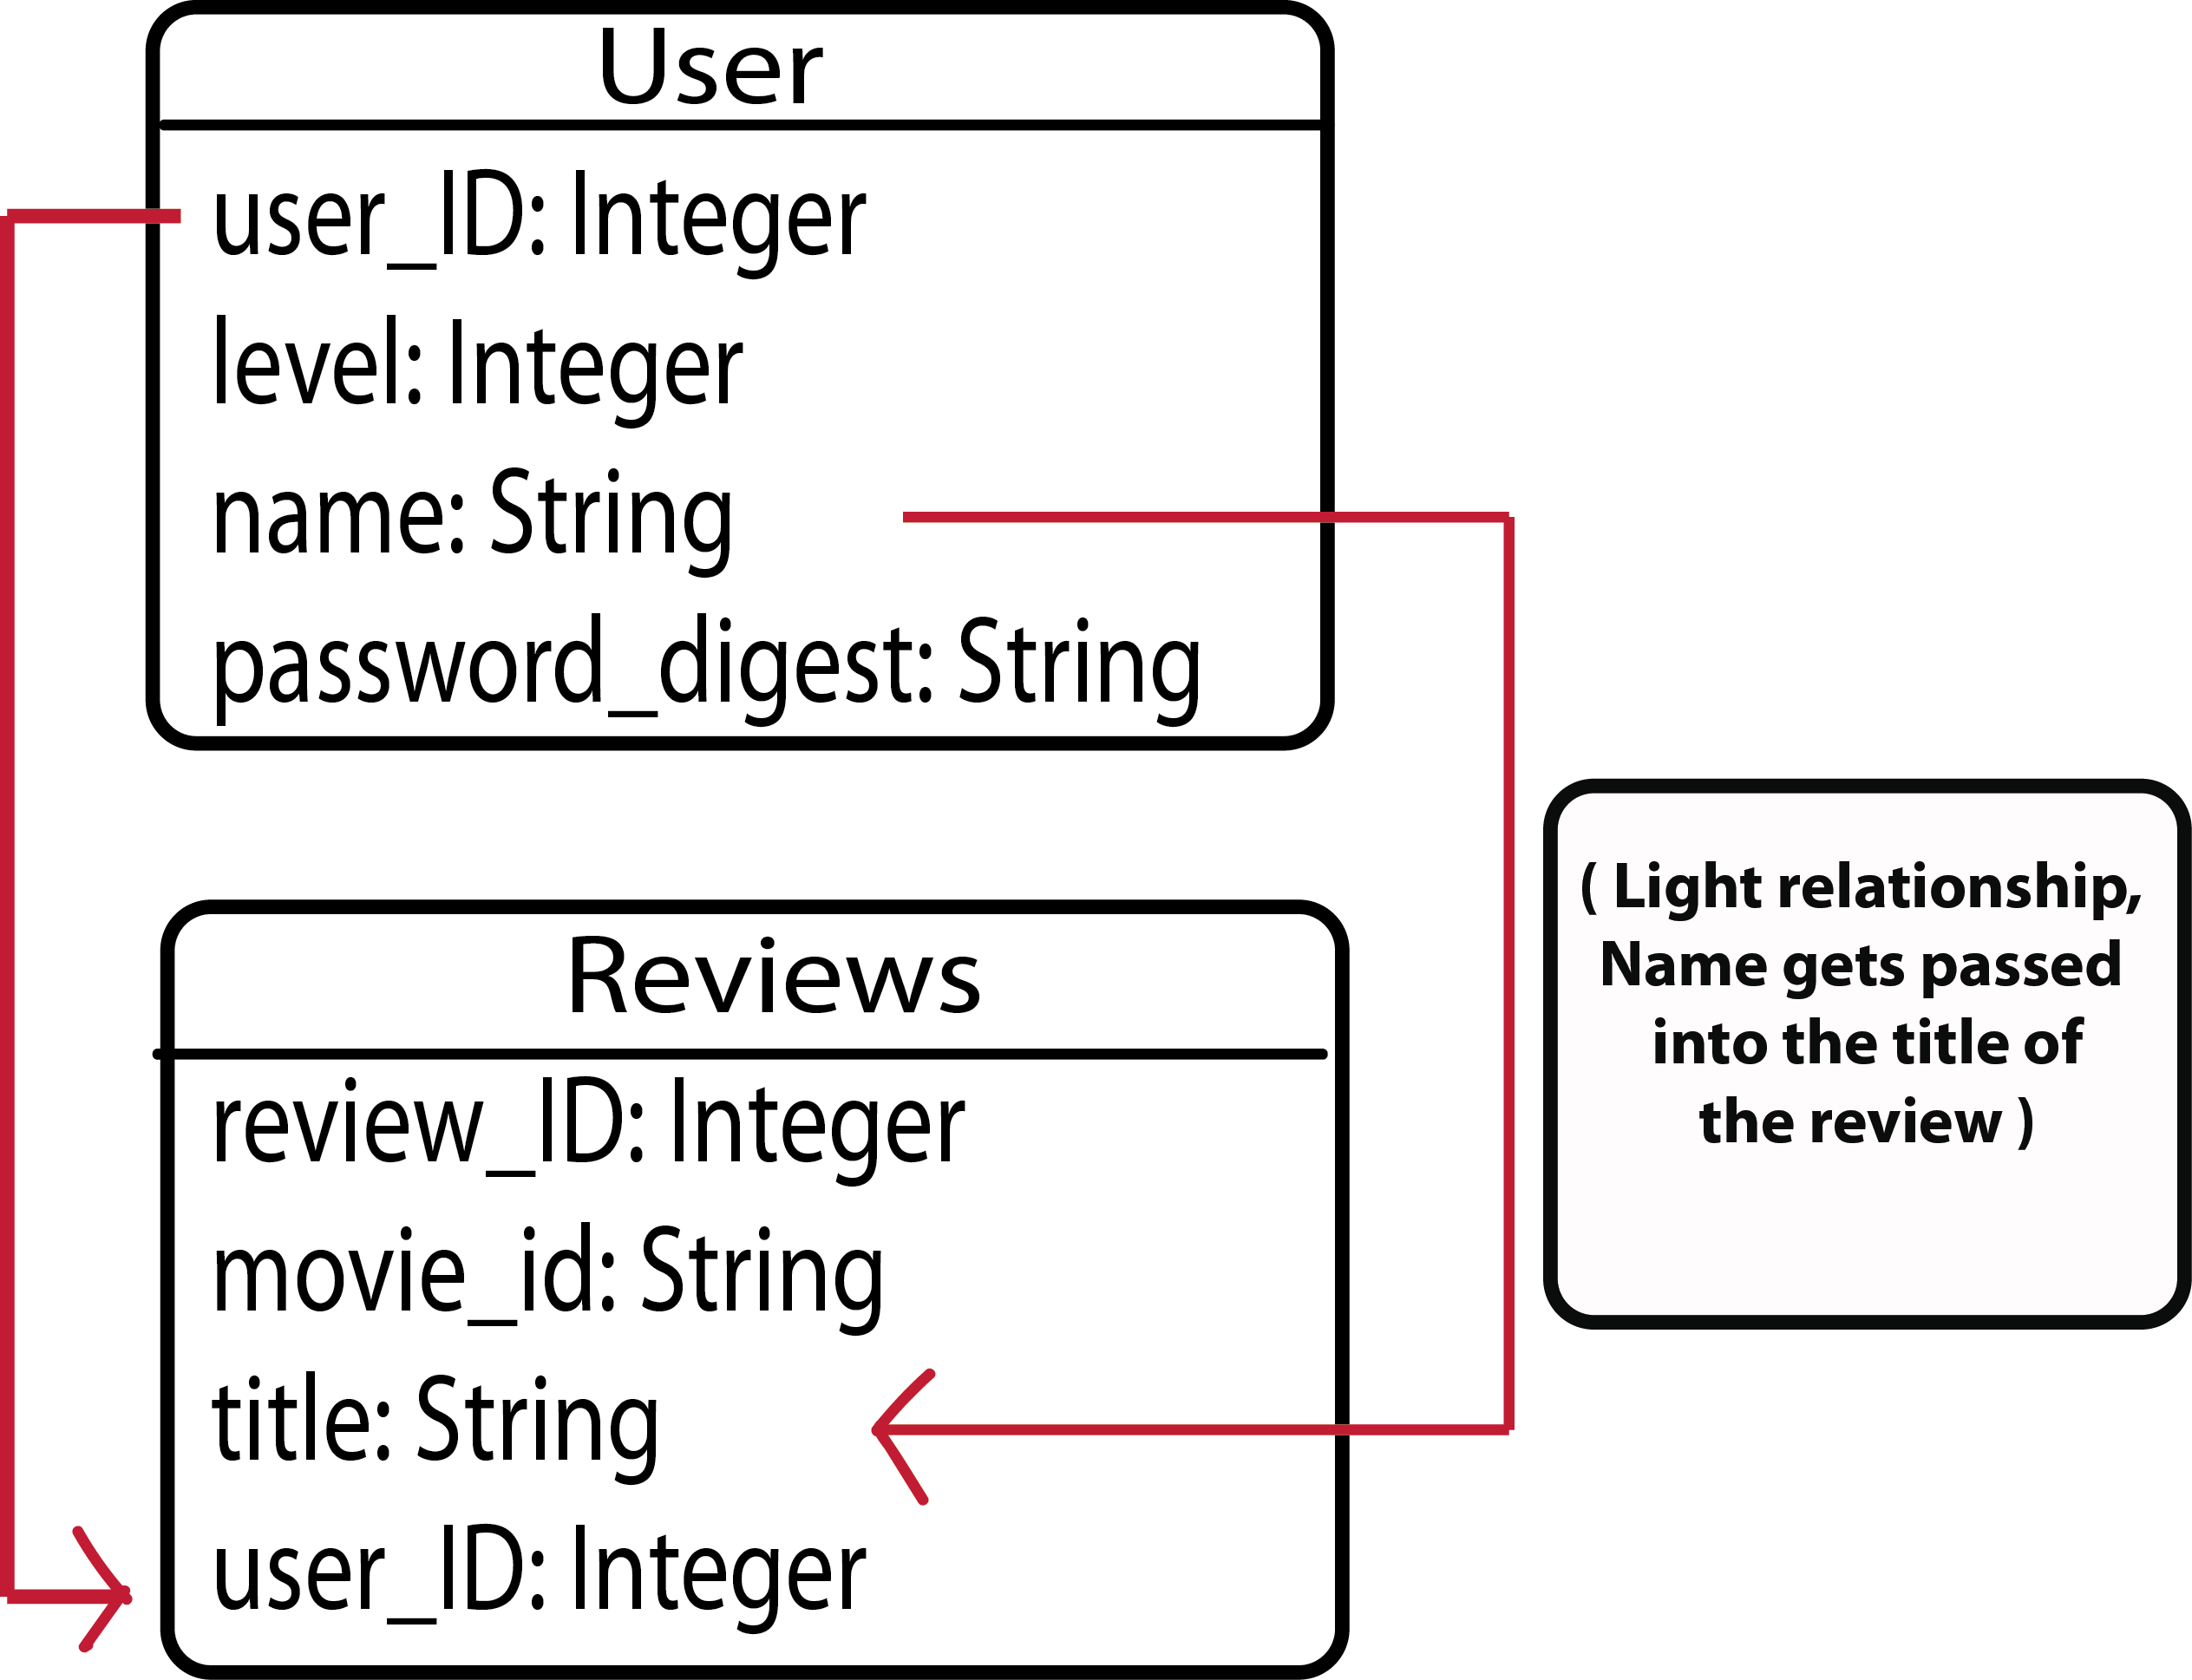 User
user_ID: Integer
level: Integer
name: String
password_digest: String
Reviews
review_ID: Integer
movie_id: String
title: String
user_ID: Integer
( Light relationship,
Name gets passed
into the title of
the review )